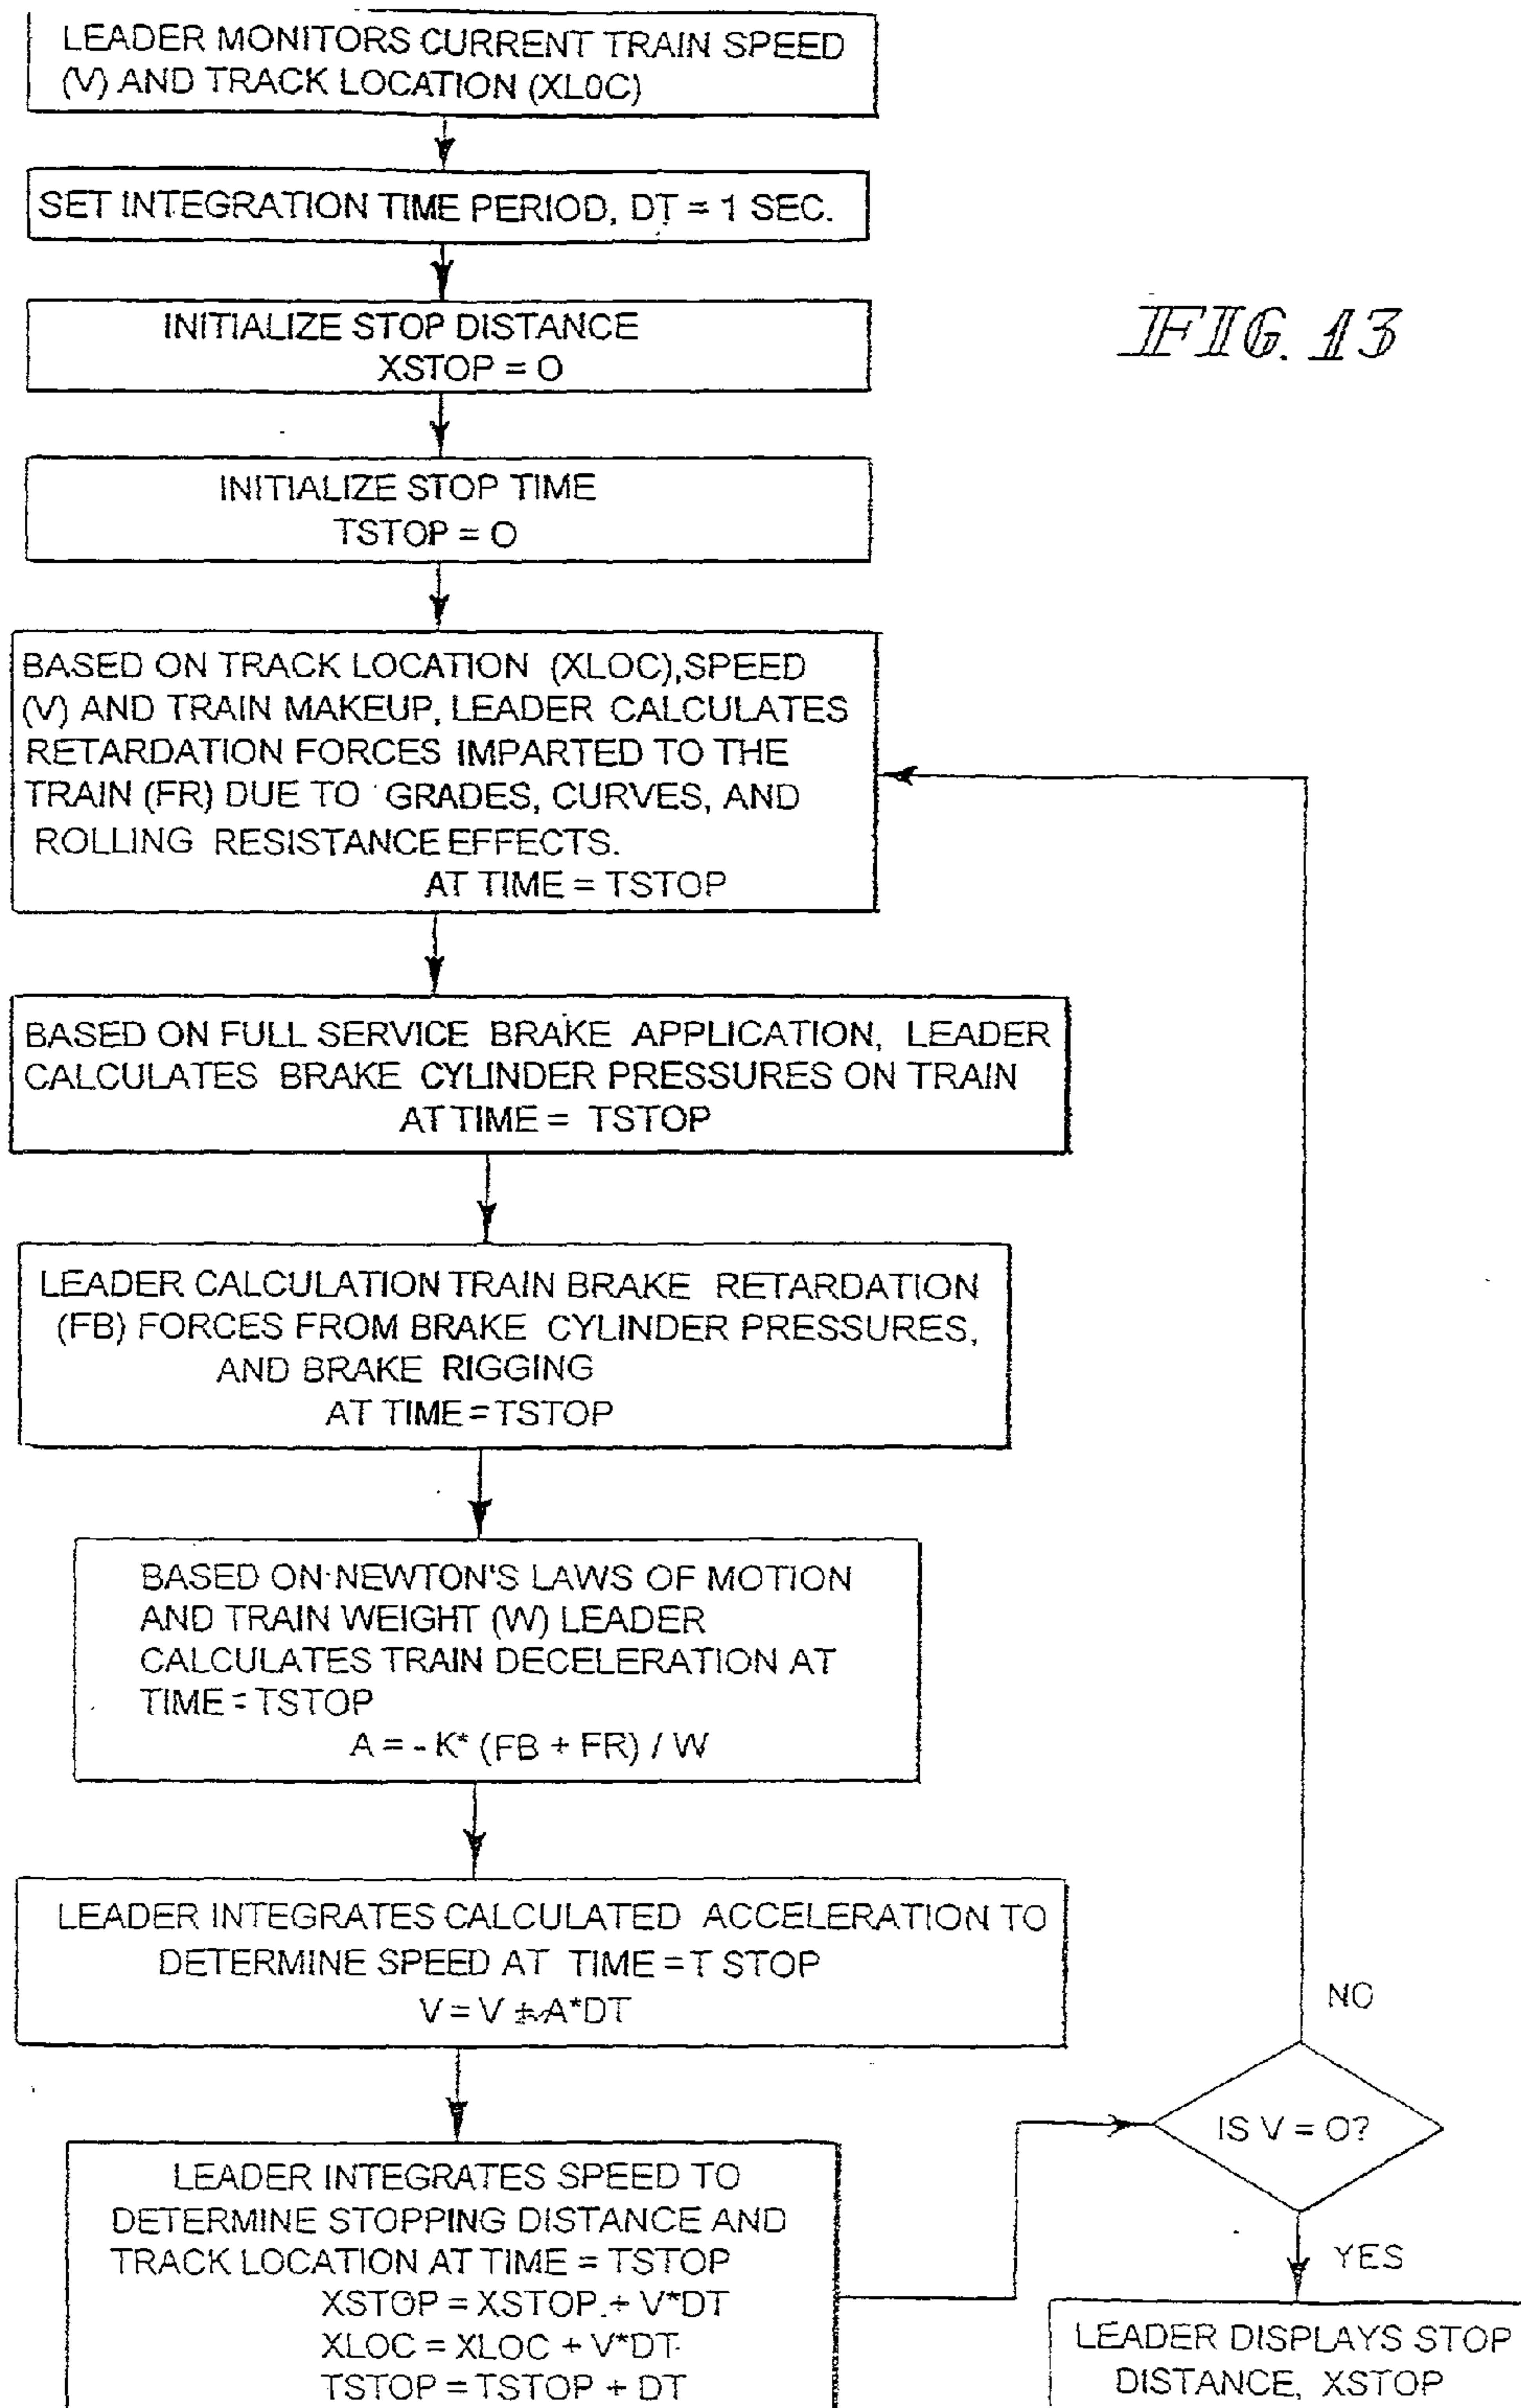 LEADER MONITORS CURRENT TRAIN SPEED
(V) AND TRACK LOCATION (XLOC)
SET INTEGRATION TIME PERIOD, DT = 1 SEC.
FIG. 13
INITIALIZE STOP DISTANCE
XSTOP = 0
INITIALIZE STOP TIME
TSTOP = 0
BASED ON TRACK LOCATION (XLOC),SPEED
(V) AND TRAIN MAKEUP, LEADER CALCULATES
RETARDATION FORCES IMPARTED TO THE
TRAIN (FR) DUE TO GRADES, CURVES, AND
ROLLING RESISTANCE EFFECTS.
AT TIME = TSTOP
BASED ON FULL SERVICE BRAKE APPLICATION, LEADER
CALCULATES BRAKE CYLINDER PRESSURES ON TRAIN
AT TIME = TSTOP
LEADER CALCULATION TRAIN BRAKE RETARDATION
(FB) FORCES FROM BRAKE CYLINDER PRESSURES,
AND BRAKE RIGGING
AT TIME = TSTOP
BASED ON NEWTON'S LAWS OF MOTION
AND TRAIN WEIGHT (W) LEADER
CALCULATES TRAIN DECELERATION AT
TIME = TSTOP
A = - K* (FB + FR) / W
LEADER INTEGRATES CALCULATED ACCELERATION TO
DETERMINE SPEED AT TIME = T STOP
V = V + A*DT
LEADER INTEGRATES SPEED TO
DETERMINE STOPPING DISTANCE AND
TRACK LOCATION AT TIME = TSTOP
XSTOP = XSTOP + V*DT
XLOC = XLOC + V*DT
TSTOP = TSTOP + DT
NO
IS V = 0?
YES
LEADER DISPLAYS STOP
DISTANCE, XSTOP